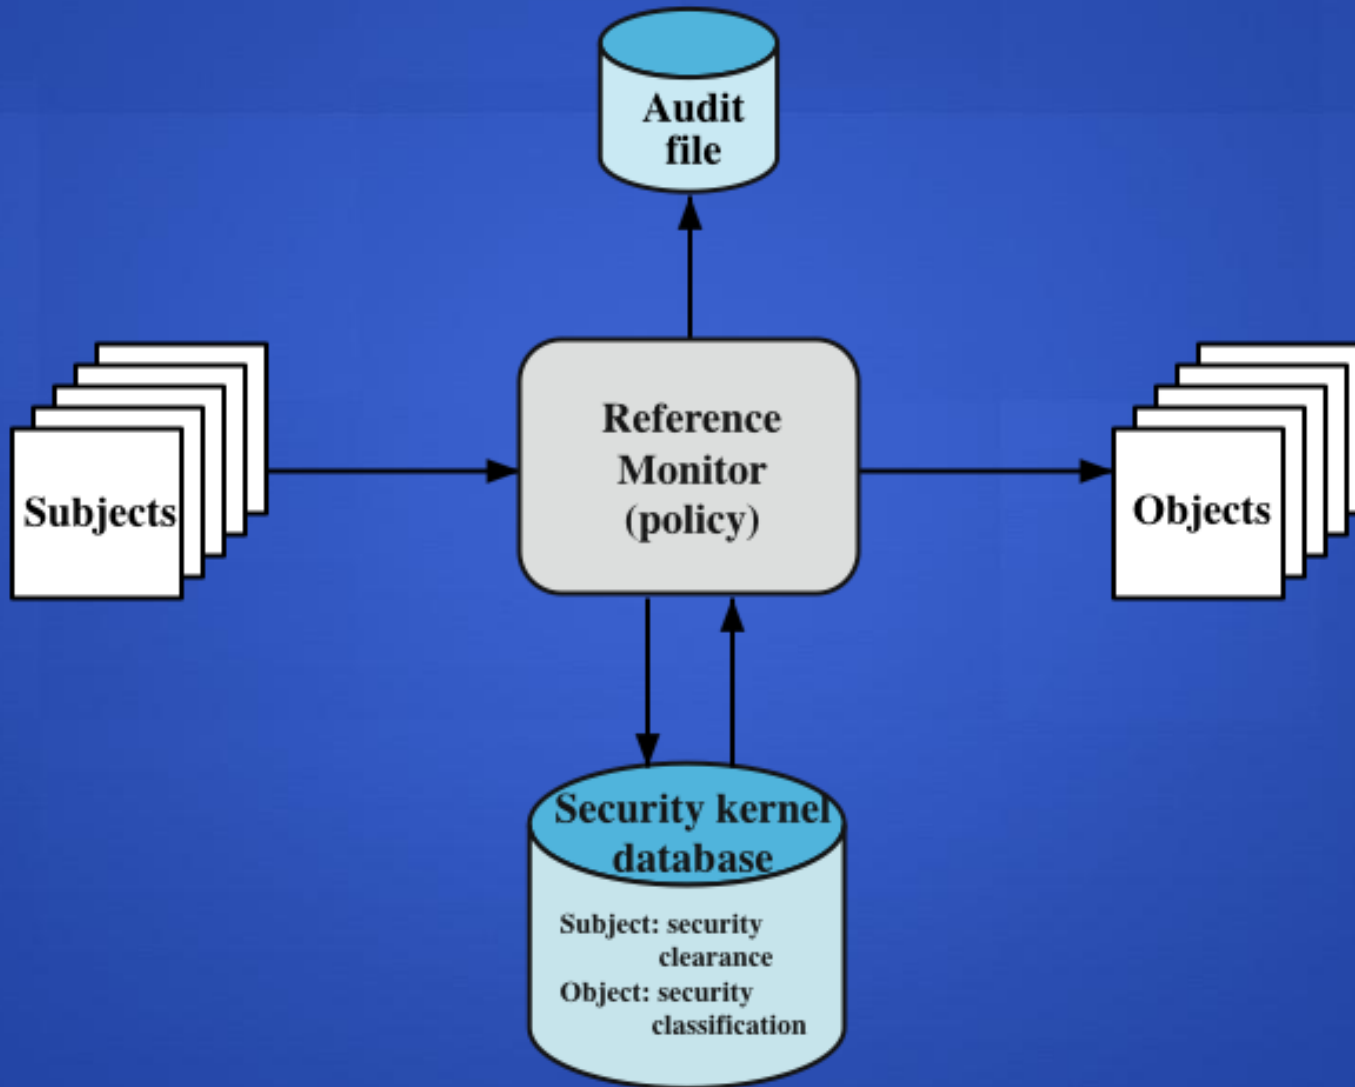 Audit
file
Subjects
Reference
Monitor
(policy)
Objects
Security kernel
database
Subject: security
clearance
Object: security
classification